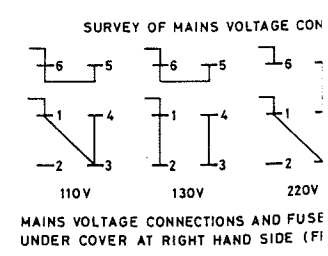 SURVEY OF MAINS VOLTAGE CON
6 5 6 5 6
1 4 1 4 1
2 3 2 3 2
110V 130V 220V
MAINS VOLTAGE CONNECTIONS AND FUSE
UNDER COVER AT RIGHT HAND SIDE (F